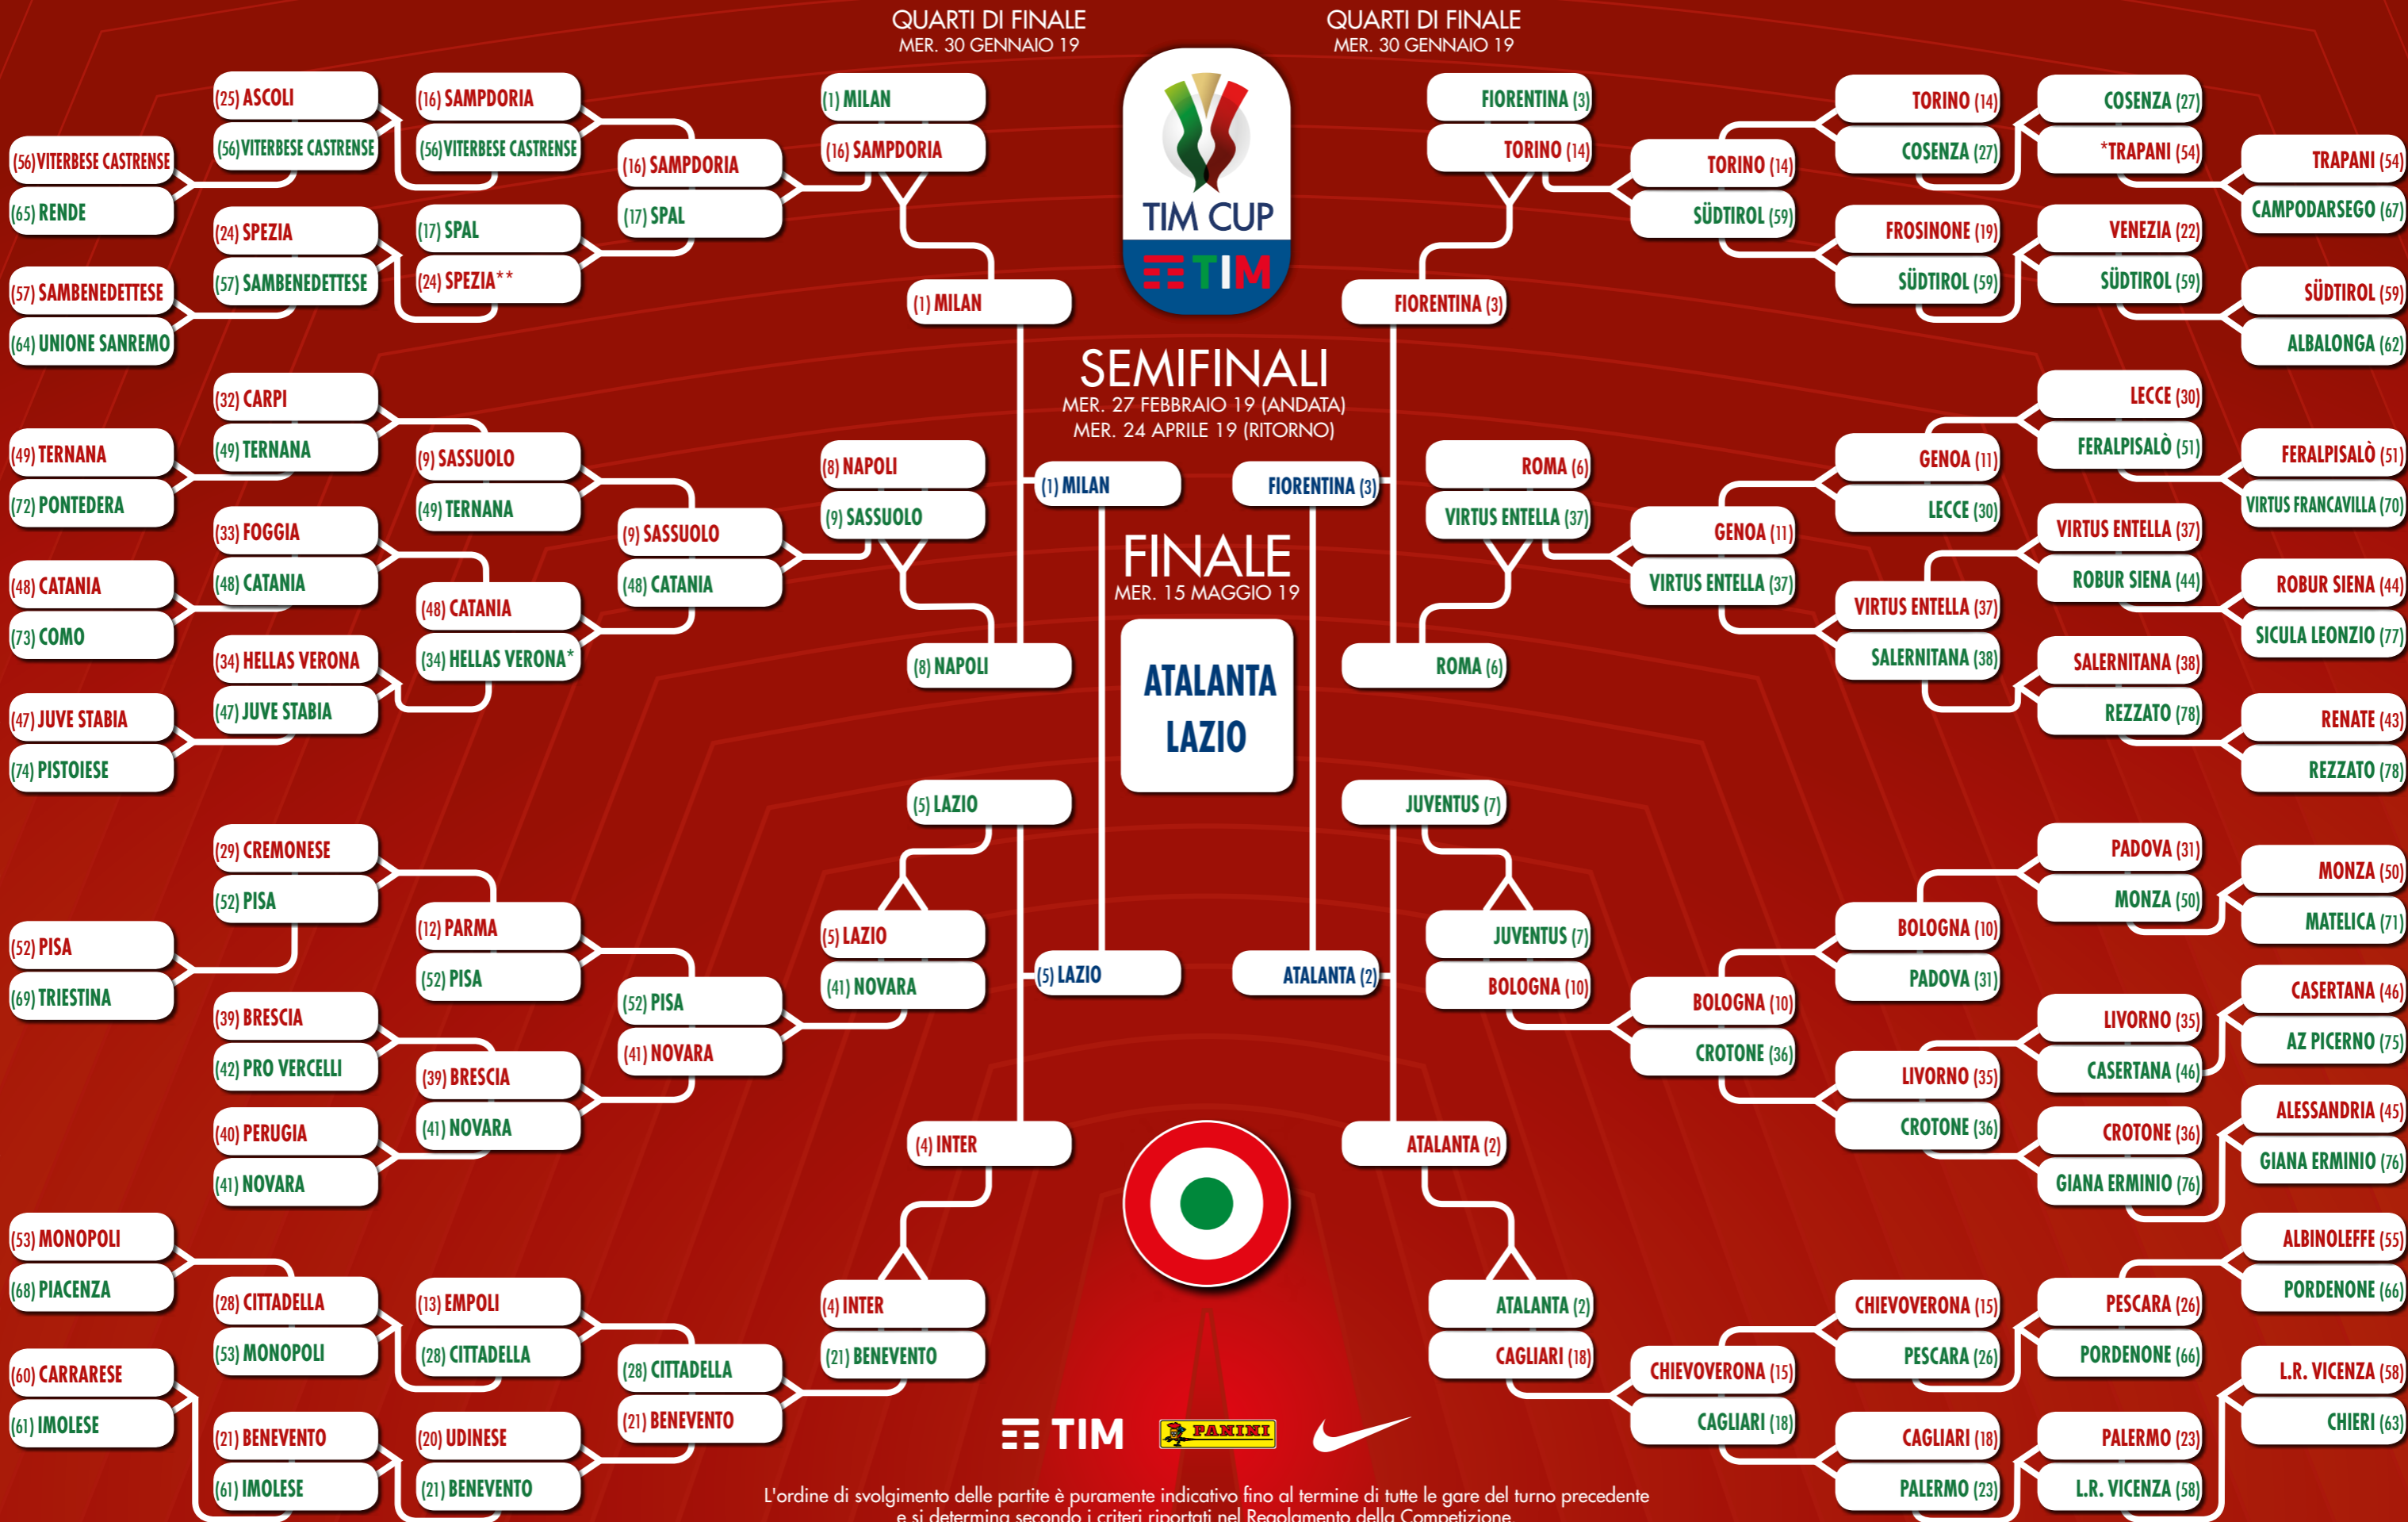 QUARTI DI FINALE
MER. 30 GENNAIO 19
QUARTI DI FINALE
MER. 30 GENNAIO 19
(56) VITERBESE CASTRENSE
(65) RENDE
(57) SAMBENEDETTESE
(64) UNIONE SANREMO
(49) TERNANA
(72) PONTEDERA
(48) CATANIA
(73) COMO
(47) JUVE STABIA
(74) PISTOIESE
(52) PISA
(69) TRIESTINA
(53) MONOPOLI
(68) PIACENZA
(60) CARRARESE
(61) IMOLESE
(25) ASCOLI
(56) VITERBESE CASTRENSE
(24) SPEZIA
(57) SAMBENEDETTESE
(32) CARPI
(49) TERNANA
(33) FOGGIA
(48) CATANIA
(34) HELLAS VERONA
(47) JUVE STABIA
(29) CREMONESE
(52) PISA
(39) BRESCIA
(42) PRO VERCELLI
(40) PERUGIA
(41) NOVARA
(28) CITTADELLA
(53) MONOPOLI
(21) BENEVENTO
(61) IMOLESE
(16) SAMPDORIA
(56) VITERBESE CASTRENSE
(17) SPAL
(24) SPEZIA**
(9) SASSUOLO
(49) TERNANA
(48) CATANIA
(34) HELLAS VERONA*
(12) PARMA
(52) PISA
(39) BRESCIA
(41) NOVARA
(13) EMPOLI
(28) CITTADELLA
(20) UDINESE
(21) BENEVENTO
(16) SAMPDORIA
(17) SPAL
(9) SASSUOLO
(48) CATANIA
(52) PISA
(41) NOVARA
(28) CITTADELLA
(21) BENEVENTO
(1) MILAN
(16) SAMPDORIA
(8) NAPOLI
(9) SASSUOLO
(5) LAZIO
(41) NOVARA
(4) INTER
(21) BENEVENTO
(1) MILAN
(8) NAPOLI
(5) LAZIO
(4) INTER
(1) MILAN
(5) LAZIO
TIM CUP
TIM
SEMIFINALI
MER. 27 FEBBRAIO 19 (ANDATA)
MER. 24 APRILE 19 (RITORNO)
FINALE
MER. 15 MAGGIO 19
ATALANTA
LAZIO
FIORENTINA (3)
ATALANTA (2)
FIORENTINA (3)
ROMA (6)
JUVENTUS (7)
ATALANTA (2)
FIORENTINA (3)
TORINO (14)
ROMA (6)
VIRTUS ENTELLA (37)
JUVENTUS (7)
BOLOGNA (10)
ATALANTA (2)
CAGLIARI (18)
TORINO (14)
SÜDTIROL (59)
GENOA (11)
VIRTUS ENTELLA (37)
BOLOGNA (10)
CROTONE (36)
CHIEVOVERONA (15)
CAGLIARI (18)
TORINO (14)
COSENZA (27)
FROSINONE (19)
SÜDTIROL (59)
GENOA (11)
LECCE (30)
VIRTUS ENTELLA (37)
SALERNITANA (38)
BOLOGNA (10)
PADOVA (31)
LIVORNO (35)
CROTONE (36)
CHIEVOVERONA (15)
PESCARA (26)
CAGLIARI (18)
PALERMO (23)
COSENZA (27)
*TRAPANI (54)
VENEZIA (22)
SÜDTIROL (59)
LECCE (30)
FERALPISALÒ (51)
VIRTUS ENTELLA (37)
ROBUR SIENA (44)
SALERNITANA (38)
REZZATO (78)
PADOVA (31)
MONZA (50)
LIVORNO (35)
CASERTANA (46)
CROTONE (36)
GIANA ERMINIO (76)
PESCARA (26)
PORDENONE (66)
PALERMO (23)
L.R. VICENZA (58)
TRAPANI (54)
CAMPODARSEGO (67)
SÜDTIROL (59)
ALBALONGA (62)
FERALPISALÒ (51)
VIRTUS FRANCAVILLA (70)
ROBUR SIENA (44)
SICULA LEONZIO (77)
RENATE (43)
REZZATO (78)
MONZA (50)
MATELICA (71)
CASERTANA (46)
AZ PICERNO (75)
ALESSANDRIA (45)
GIANA ERMINIO (76)
ALBINOLEFFE (55)
PORDENONE (66)
L.R. VICENZA (58)
CHIERI (63)
TIM
PANINI
L'ordine di svolgimento delle partite è puramente indicativo fino al termine di tutte le gare del turno precedente
e si determina secondo i criteri riportati nel Regolamento della Competizione